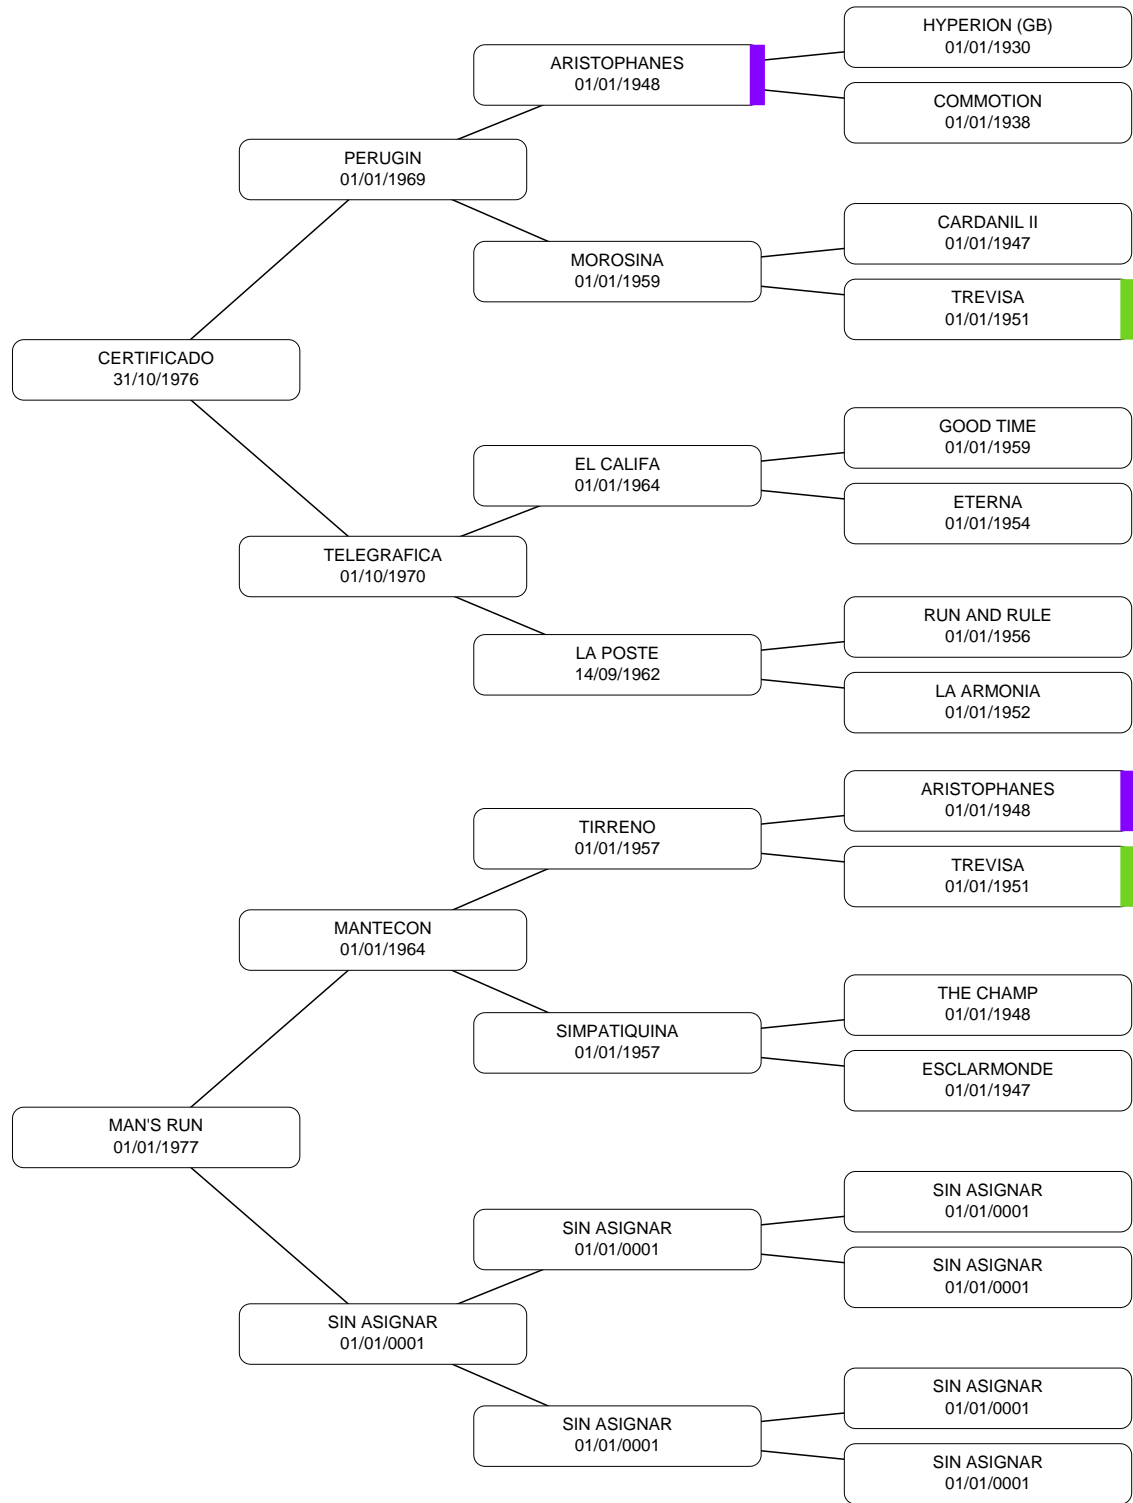 HYPERION (GB)
01/01/1930
ARISTOPHANES
01/01/1948
COMMOTION
01/01/1938
PERUGIN
01/01/1969
CARDANIL II
01/01/1947
MOROSINA
01/01/1959
TREVISA
01/01/1951
CERTIFICADO
31/10/1976
GOOD TIME
01/01/1959
EL CALIFA
01/01/1964
ETERNA
01/01/1954
TELEGRAFICA
01/10/1970
RUN AND RULE
01/01/1956
LA POSTE
14/09/1962
LA ARMONIA
01/01/1952
ARISTOPHANES
01/01/1948
TIRRENO
01/01/1957
TREVISA
01/01/1951
MANTECON
01/01/1964
THE CHAMP
01/01/1948
SIMPATIQUINA
01/01/1957
ESCLARMONDE
01/01/1947
MAN'S RUN
01/01/1977
SIN ASIGNAR
01/01/0001
SIN ASIGNAR
01/01/0001
SIN ASIGNAR
01/01/0001
SIN ASIGNAR
01/01/0001
SIN ASIGNAR
01/01/0001
SIN ASIGNAR
01/01/0001
SIN ASIGNAR
01/01/0001